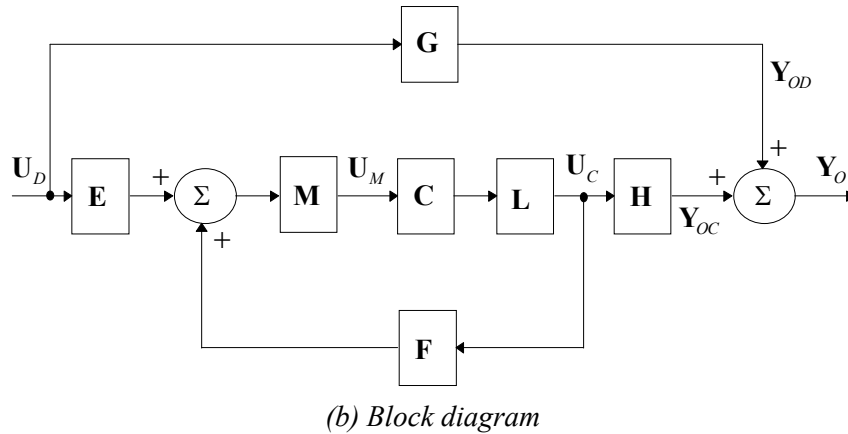 G
Y_OD
U_D
E
+
Σ
M
U_M
C
L
U_C
H
+
+
Σ
Y_O
+
Y_OC
F
(b) Block diagram